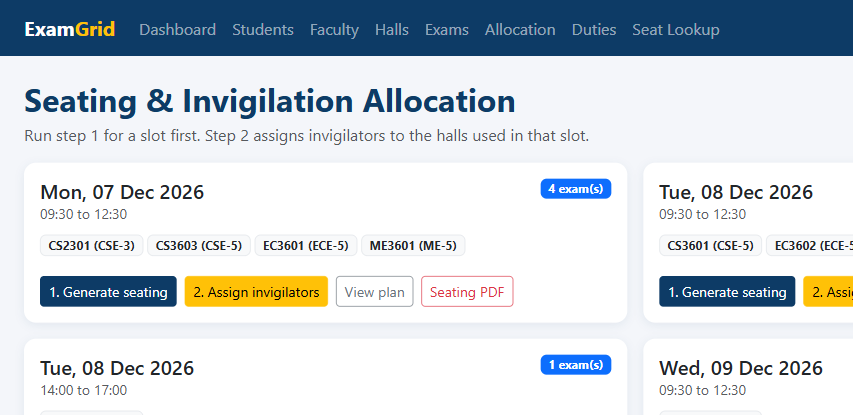 ExamGrid Dashboard Students Faculty Halls Exams Allocation Duties Seat Lookup
Seating & Invigilation Allocation
Run step 1 for a slot first. Step 2 assigns invigilators to the halls used in that slot.
Mon, 07 Dec 2026 4 exam(s)
09:30 to 12:30
CS2301 (CSE-3) CS3603 (CSE-5) EC3601 (ECE-5) ME3601 (ME-5)
1. Generate seating 2. Assign invigilators View plan Seating PDF
Tue, 08 Dec 2026
09:30 to 12:30
CS3601 (CSE-5) EC3602 (ECE-5
1. Generate seating 2. Assi
Tue, 08 Dec 2026 1 exam(s)
14:00 to 17:00
Wed, 09 Dec 2026
09:30 to 12:30